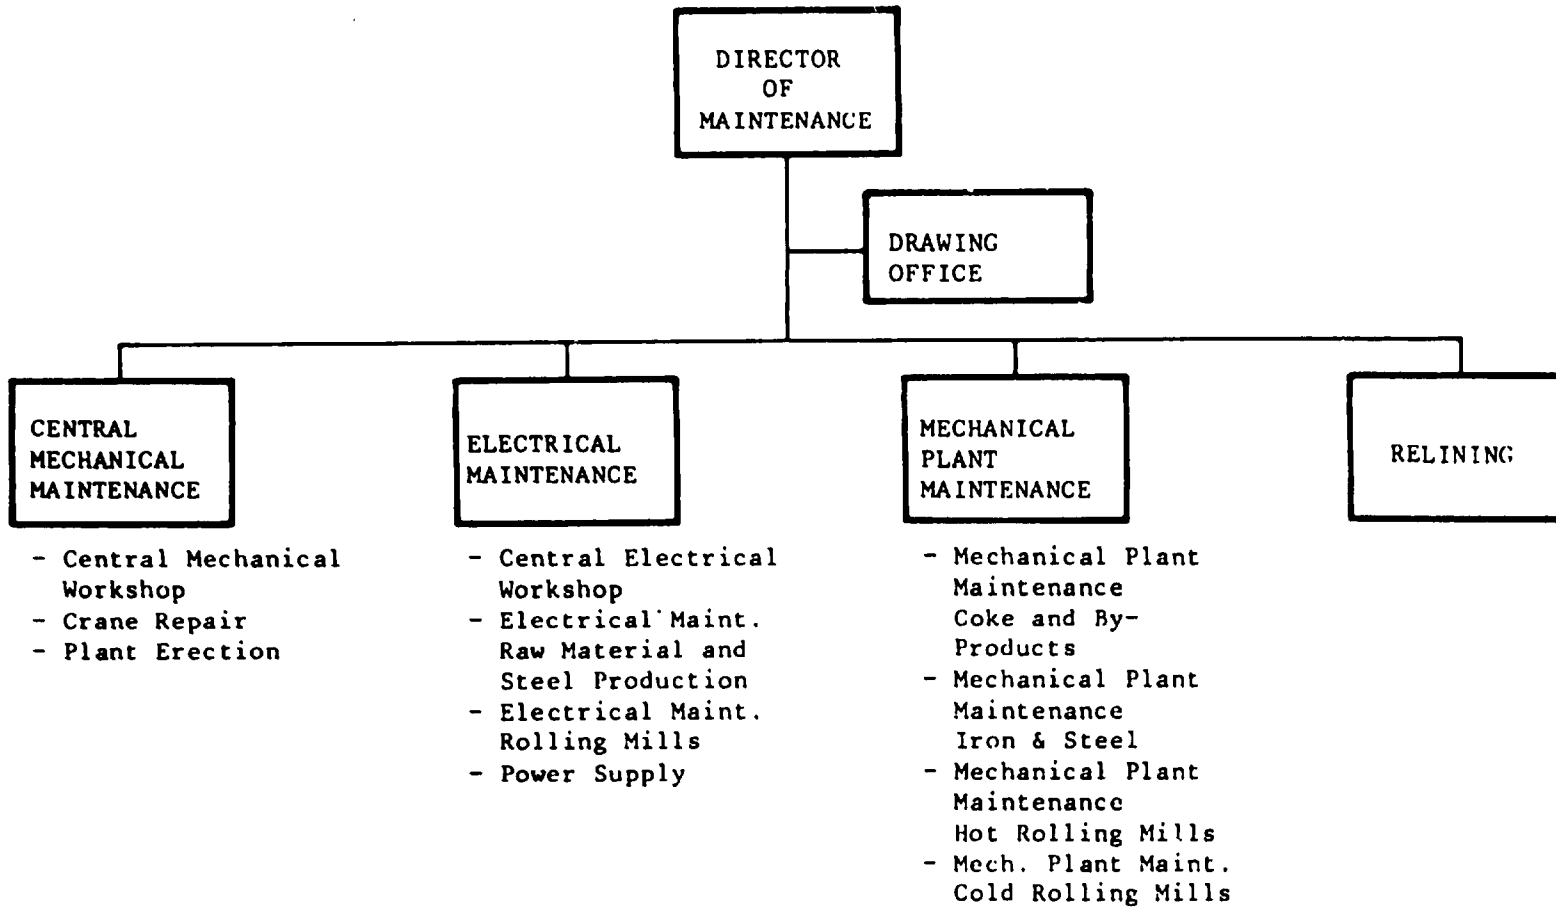 DIRECTOR
OF
MAINTENANCE
DRAWING
OFFICE
CENTRAL
MECHANICAL
MAINTENANCE
- Central Mechanical
Workshop
- Crane Repair
- Plant Erection
ELECTRICAL
MAINTENANCE
- Central Electrical
Workshop
- Electrical Maint.
Raw Material and
Steel Production
- Electrical Maint.
Rolling Mills
- Power Supply
MECHANICAL
PLANT
MAINTENANCE
- Mechanical Plant
Maintenance
Coke and By-
Products
- Mechanical Plant
Maintenance
Iron & Steel
- Mechanical Plant
Maintenance
Hot Rolling Mills
- Mech. Plant Maint.
Cold Rolling Mills
RELINING